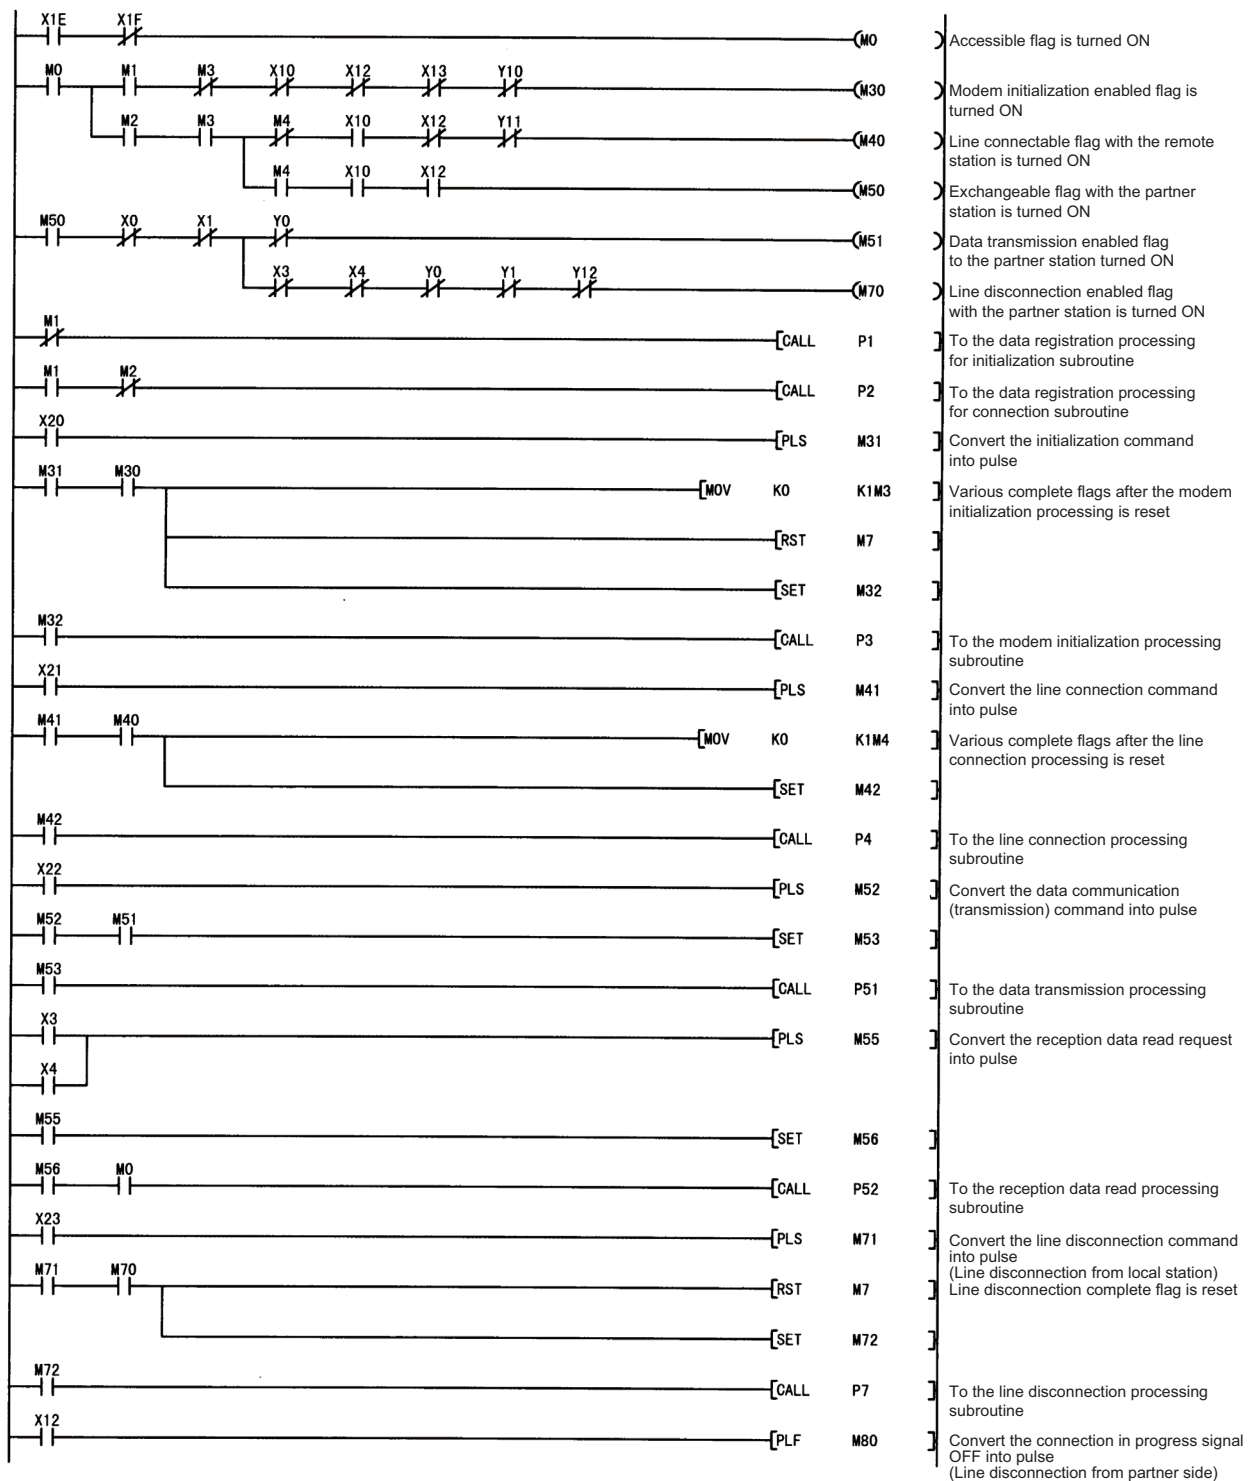 X1E X1F
(M0 ) Accessible flag is turned ON
M0 M1 M3 X10 X12 X13 Y10
(M30 ) Modem initialization enabled flag is
turned ON
M2 M3 M4 X10 X12 Y11
(M40 ) Line connectable flag with the remote
station is turned ON
M4 X10 X12
(M50 ) Exchangeable flag with the partner
station is turned ON
M50 X0 X1 Y0
(M51 ) Data transmission enabled flag
to the partner station turned ON
X3 X4 Y0 Y1 Y12
(M70 ) Line disconnection enabled flag
with the partner station is turned ON
M1
[CALL P1 ] To the data registration processing
for initialization subroutine
M1 M2
[CALL P2 ] To the data registration processing
for connection subroutine
X20
[PLS M31 ] Convert the initialization command
into pulse
M31 M30
[MOV K0 K1M3 ] Various complete flags after the modem
initialization processing is reset
[RST M7 ]
[SET M32 ]
M32
[CALL P3 ] To the modem initialization processing
subroutine
X21
[PLS M41 ] Convert the line connection command
into pulse
M41 M40
[MOV K0 K1M4 ] Various complete flags after the line
connection processing is reset
[SET M42 ]
M42
[CALL P4 ] To the line connection processing
subroutine
X22
[PLS M52 ] Convert the data communication
(transmission) command into pulse
M52 M51
[SET M53 ]
M53
[CALL P51 ] To the data transmission processing
subroutine
X3
[PLS M55 ] Convert the reception data read request
into pulse
X4
M55
[SET M56 ]
M56 M0
[CALL P52 ] To the reception data read processing
subroutine
X23
[PLS M71 ] Convert the line disconnection command
into pulse
(Line disconnection from local station)
M71 M70
[RST M7 ] Line disconnection complete flag is reset
[SET M72 ]
M72
[CALL P7 ] To the line disconnection processing
subroutine
X12
[PLF M80 ] Convert the connection in progress signal
OFF into pulse
(Line disconnection from partner side)